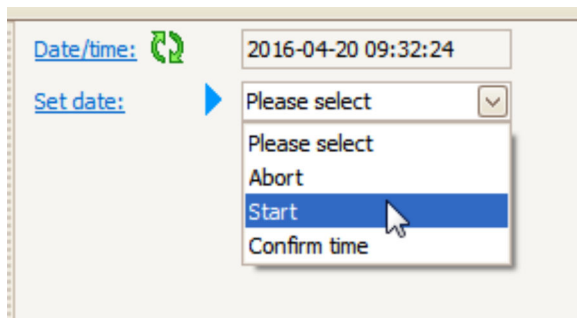 Date/time: 2016-04-20 09:32:24
Set date: Please select
Please select
Abort
Start
Confirm time